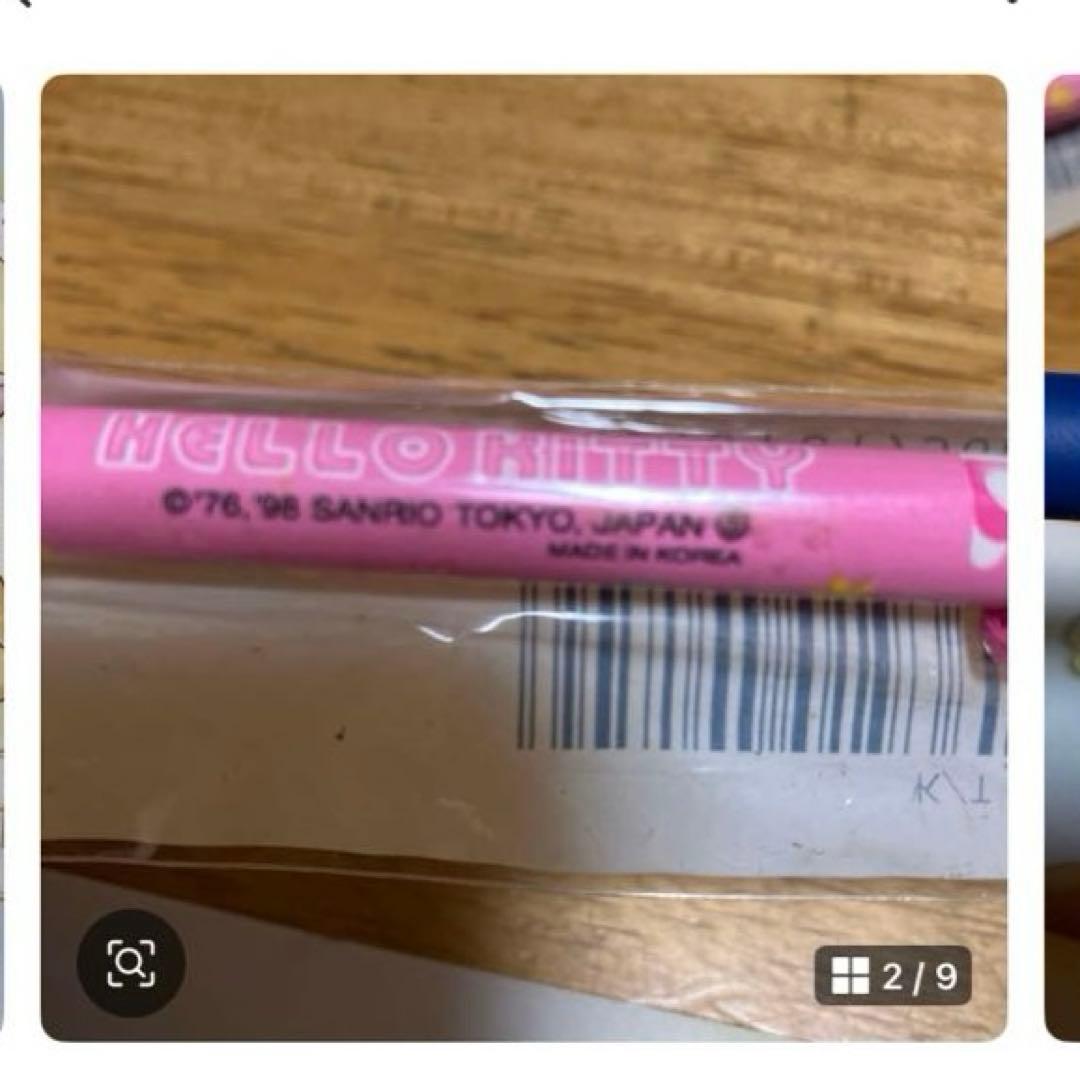 HELLO KITTY
©'76, '98 SANRIO TOKYO, JAPAN
MADE IN KOREA
2 / 9